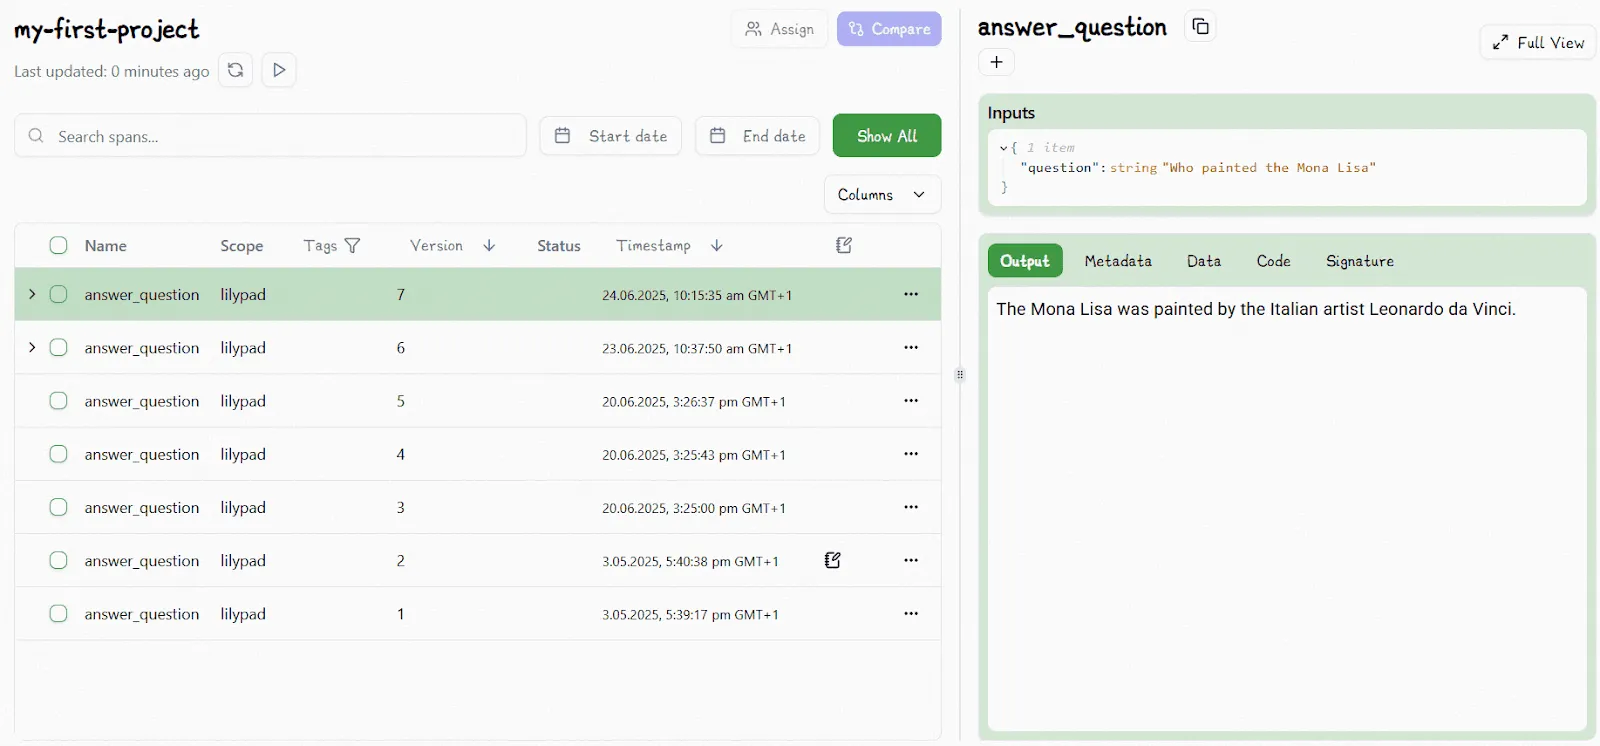 my-first-project
Assign
Compare
Last updated: 0 minutes ago
Search spans...
Start date
End date
Show All
Columns
Name Scope Tags Version Status Timestamp
answer_question lilypad 7 24.06.2025, 10:15:35 am GMT+1
answer_question lilypad 6 23.06.2025, 10:37:50 am GMT+1
answer_question lilypad 5 20.06.2025, 3:26:37 pm GMT+1
answer_question lilypad 4 20.06.2025, 3:25:43 pm GMT+1
answer_question lilypad 3 20.06.2025, 3:25:00 pm GMT+1
answer_question lilypad 2 3.05.2025, 5:40:38 pm GMT+1
answer_question lilypad 1 3.05.2025, 5:39:17 pm GMT+1
answer_question
Full View
Inputs
{ 1 item
"question": string "Who painted the Mona Lisa"
}
Output Metadata Data Code Signature
The Mona Lisa was painted by the Italian artist Leonardo da Vinci.